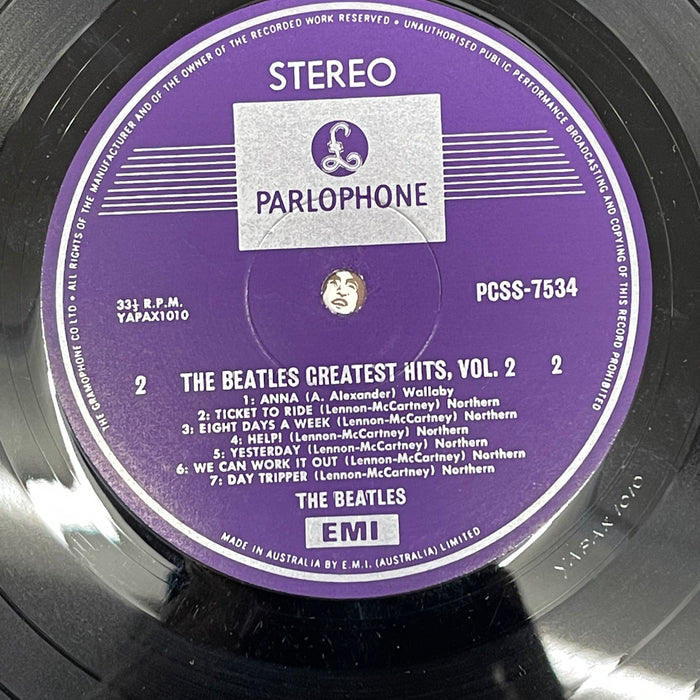 ALL RIGHTS OF THE MANUFACTURER AND OF THE OWNER OF THE RECORDED WORK RESERVED • UNAUTHORISED PUBLIC PERFORMANCE BROADCASTING AND COPYING OF THIS RECORD PROHIBITED
THE GRAMOPHONE CO LTD •
STEREO
£
PARLOPHONE
33⅓ R.P.M.
YAPAX1010
PCSS-7534
2 THE BEATLES GREATEST HITS, VOL. 2 2
1: ANNA (A. Alexander) Wallaby
2: TICKET TO RIDE (Lennon-McCartney) Northern
3: EIGHT DAYS A WEEK (Lennon-McCartney) Northern
4: HELP! (Lennon-McCartney) Northern
5: YESTERDAY (Lennon-McCartney) Northern
6: WE CAN WORK IT OUT (Lennon-McCartney) Northern
7: DAY TRIPPER (Lennon-McCartney) Northern
THE BEATLES
EMI
MADE IN AUSTRALIA BY E.M.I. (AUSTRALIA) LIMITED
YAPAX 1010